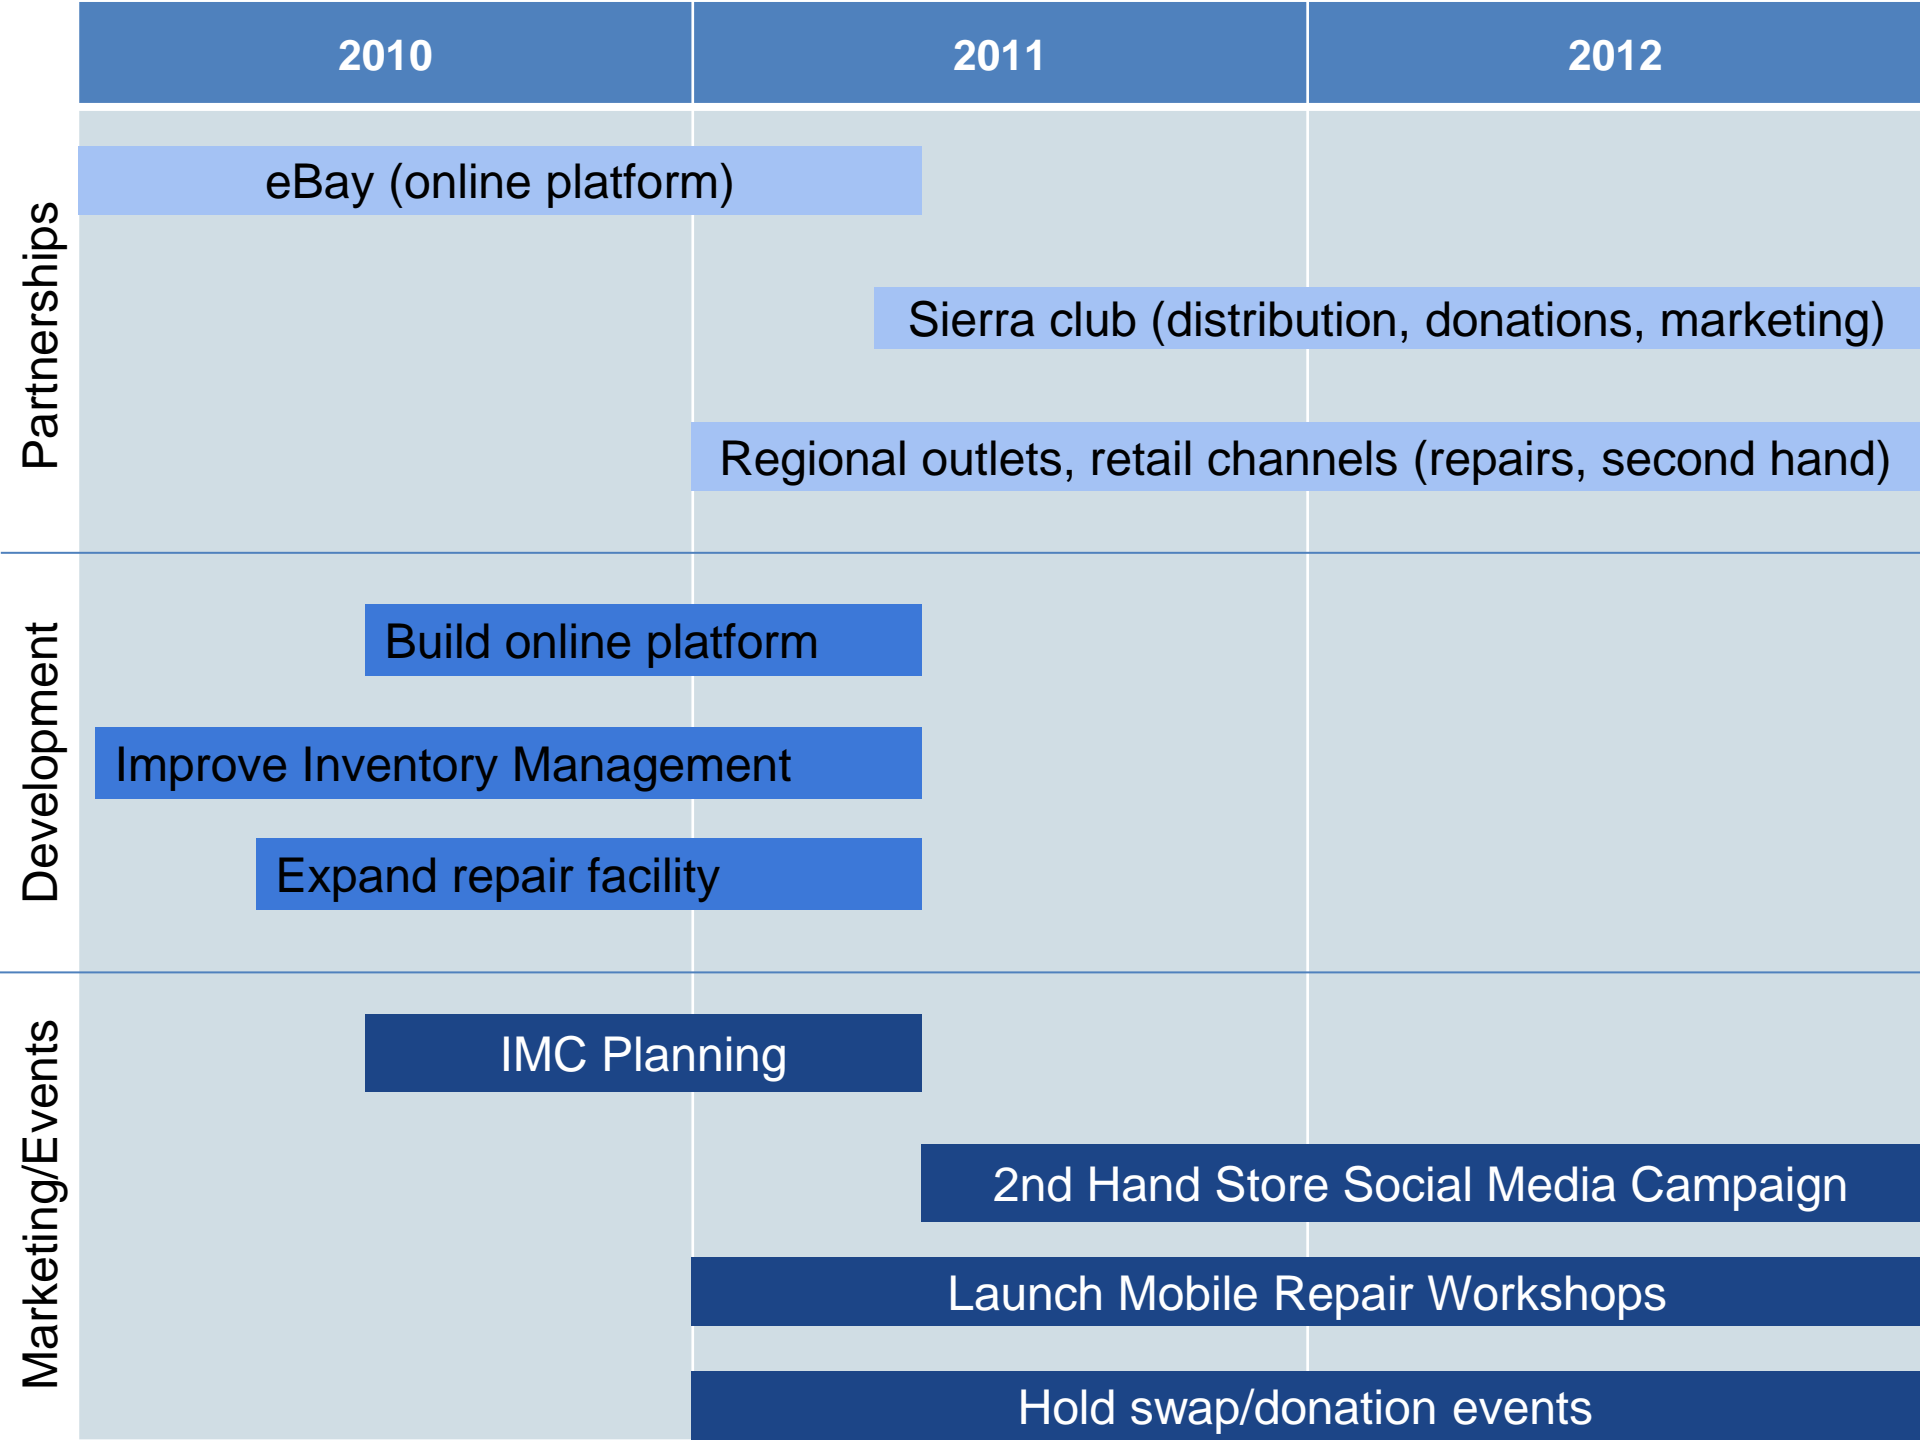 2010 2011 2012
Partnerships
eBay (online platform)
Sierra club (distribution, donations, marketing)
Regional outlets, retail channels (repairs, second hand)
Development
Build online platform
Improve Inventory Management
Expand repair facility
Marketing/Events
IMC Planning
2nd Hand Store Social Media Campaign
Launch Mobile Repair Workshops
Hold swap/donation events